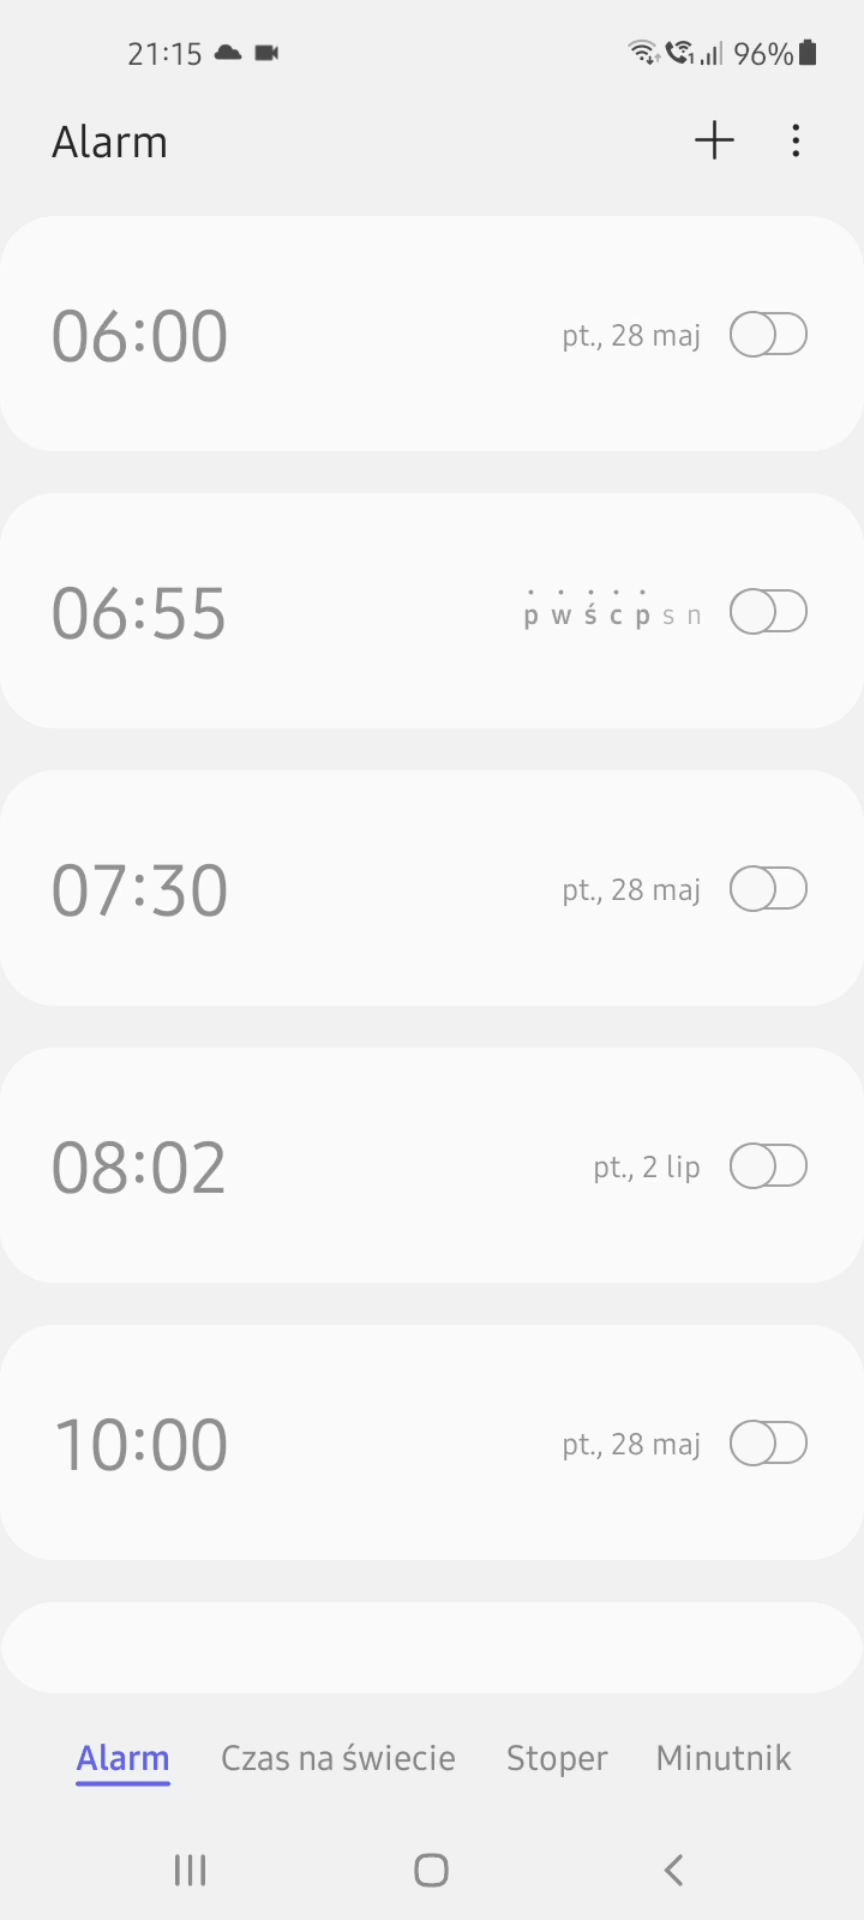 21:15 96%
Alarm
06:00 pt., 28 maj
06:55 p w ś c p s n
07:30 pt., 28 maj
08:02 pt., 2 lip
10:00 pt., 28 maj
Alarm Czas na świecie Stoper Minutnik